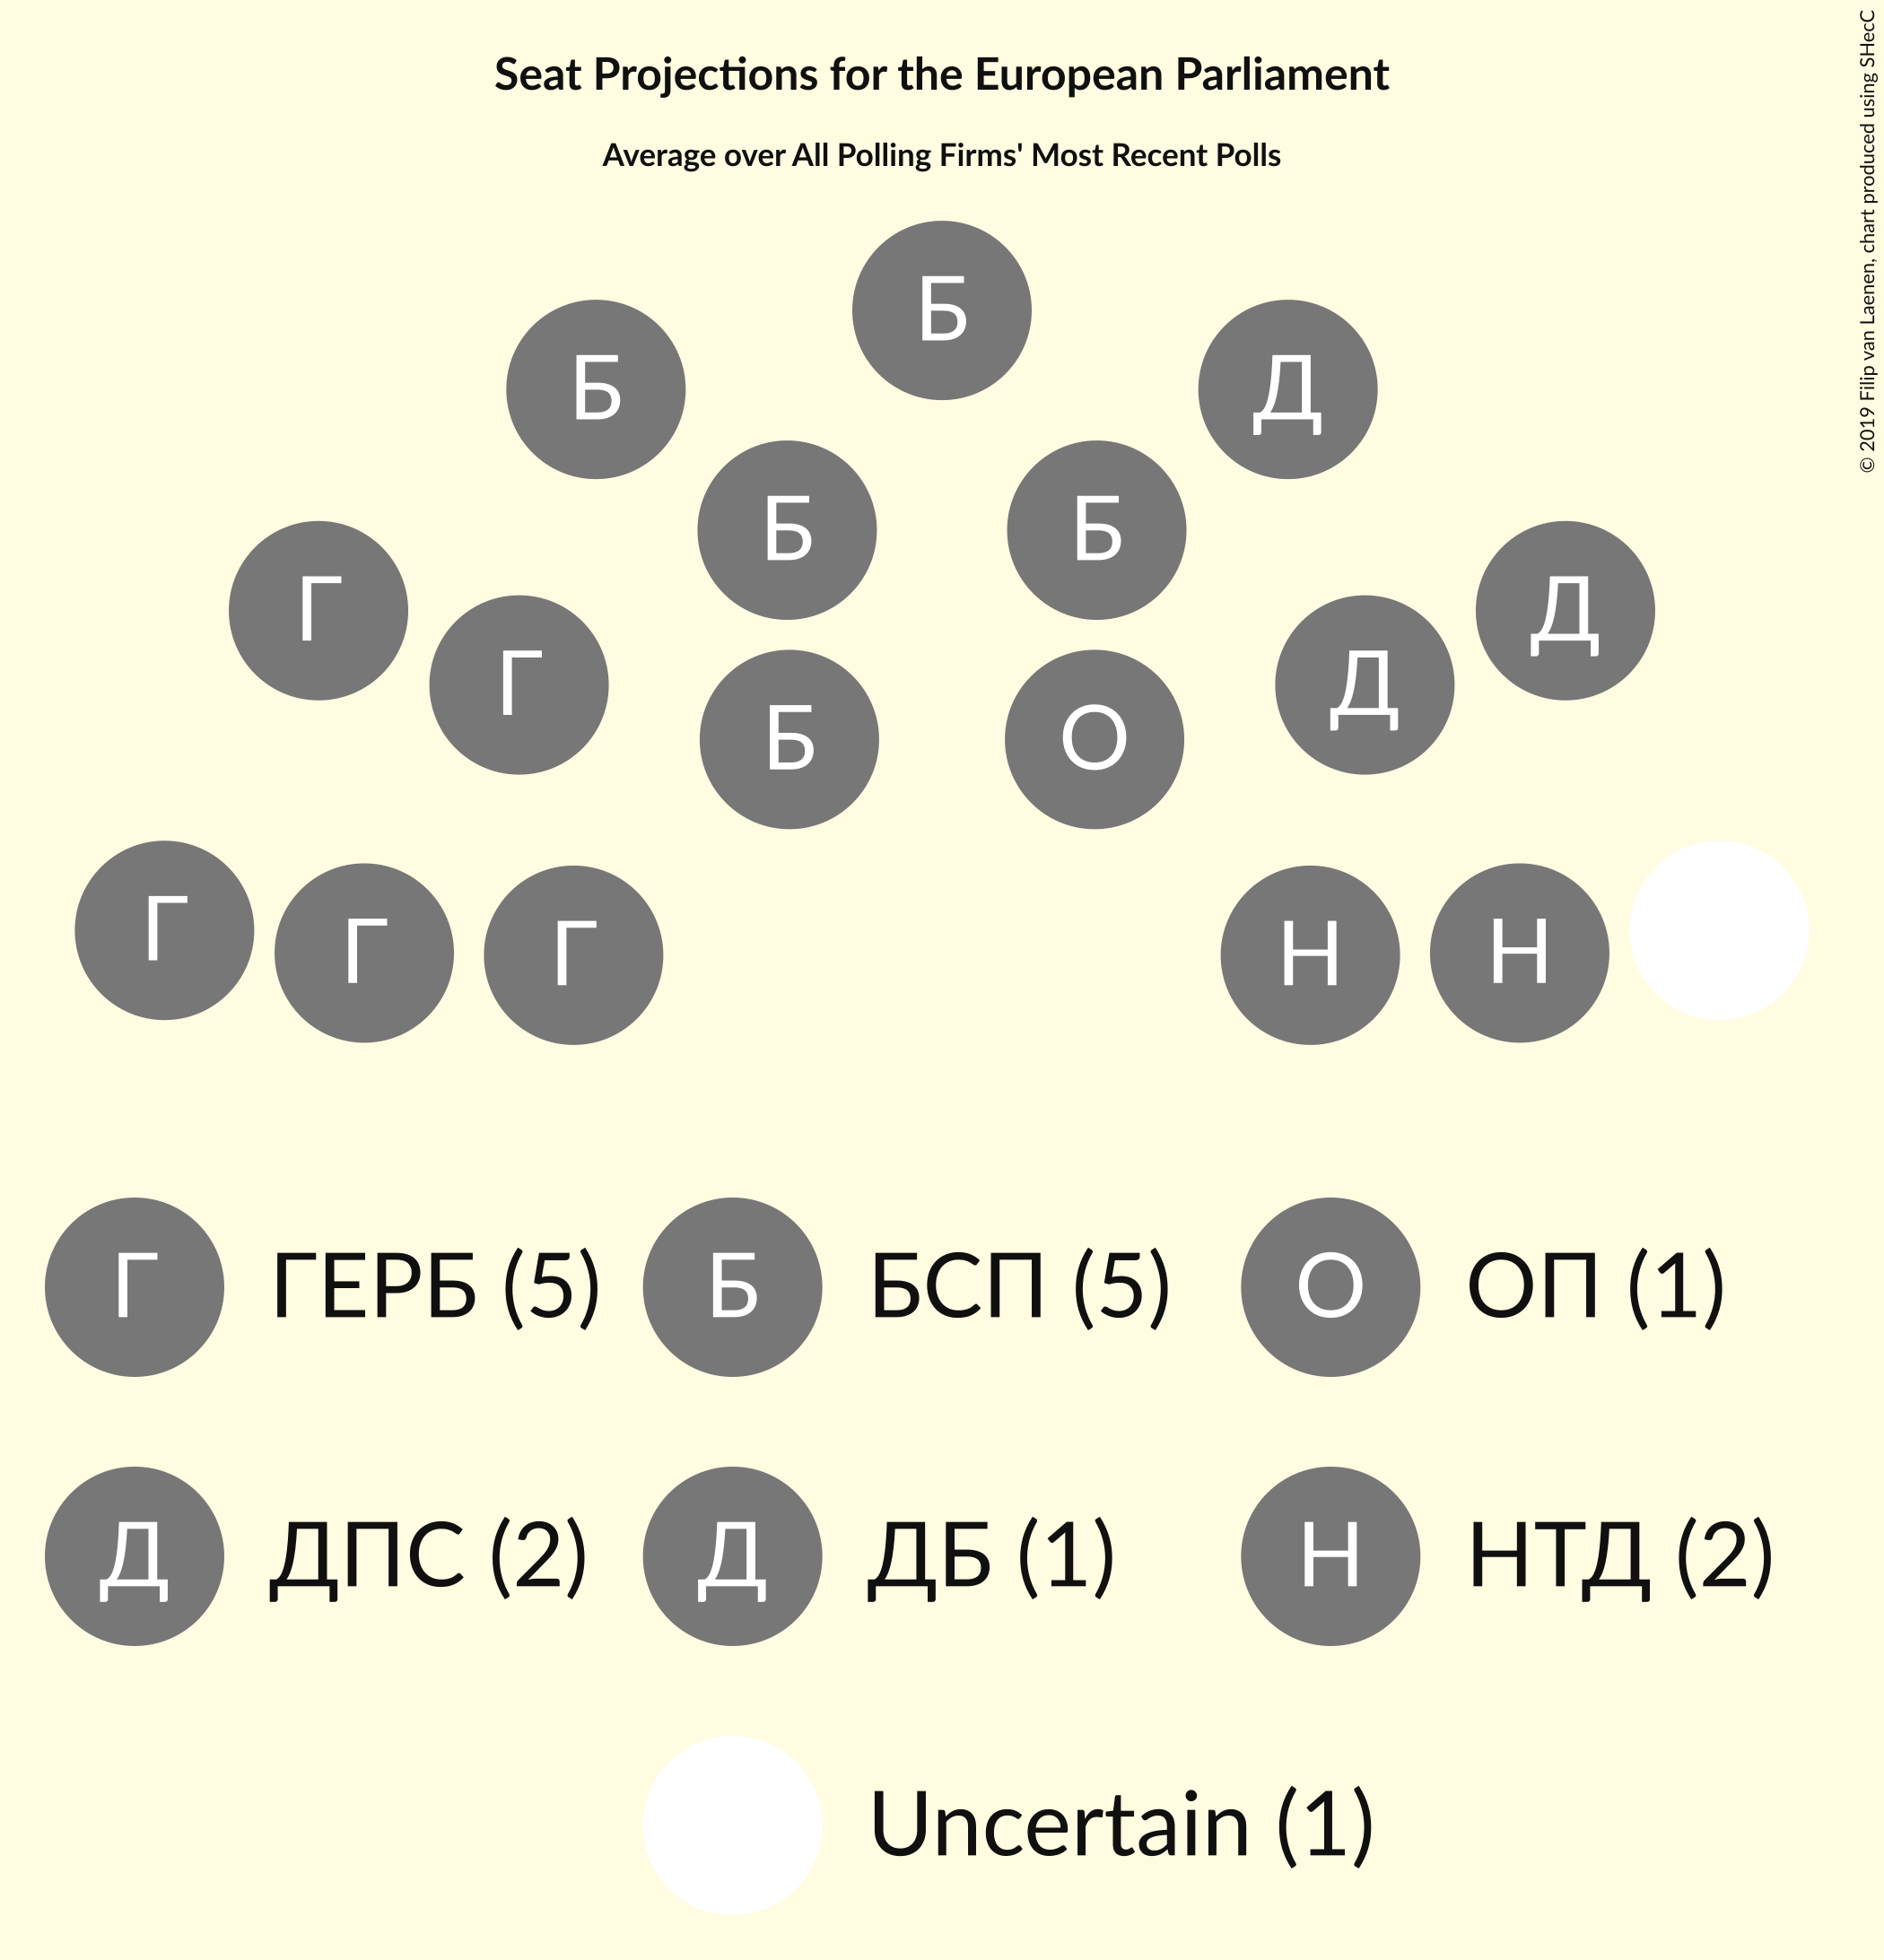 Seat Projections for the European Parliament
Average over All Polling Firms' Most Recent Polls
© 2019 Filip van Laenen, chart produced using SHecC
Б
Б Д
Б Б
Г Д
Г Д
Б О
Г Н
Г Г Н
Г ГЕРБ (5) Б БСП (5) О ОП (1)
Д ДПС (2) Д ДБ (1) Н НТД (2)
Uncertain (1)